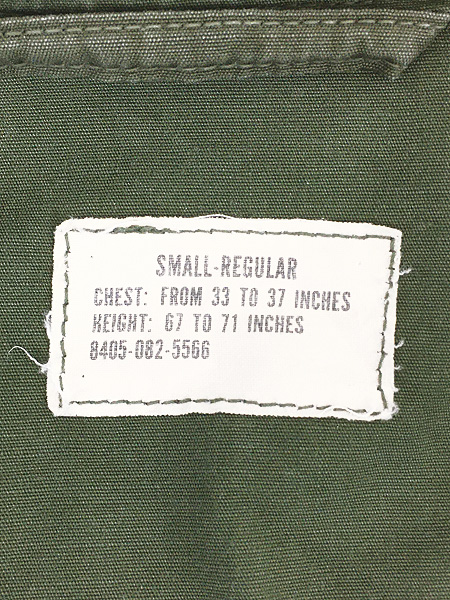 SMALL-REGULAR
CHEST: FROM 33 TO 37 INCHES
HEIGHT: 67 TO 71 INCHES
8405-082-5566